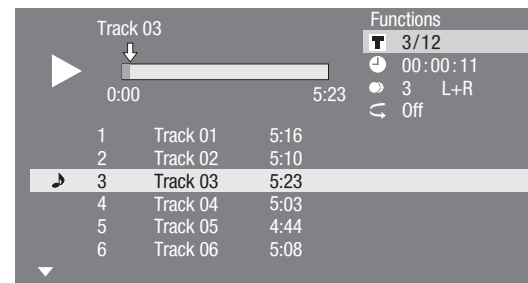 Track 03
0:00 5:23
Functions
T 3/12
00:00:11
3 L+R
Off
1 Track 01 5:16
2 Track 02 5:10
3 Track 03 5:23
4 Track 04 5:03
5 Track 05 4:44
6 Track 06 5:08